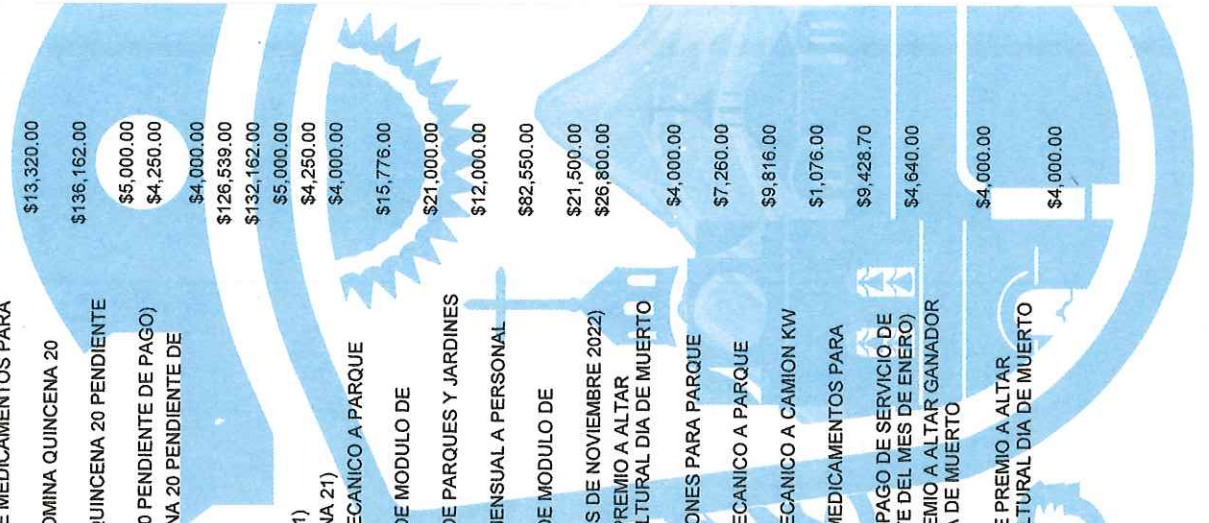 E MEDICAMENTOS PARA
$13,320.00
OMINA QUINCENA 20
$136,162.00
QUINCENA 20 PENDIENTE
$5,000.00
0 PENDIENTE DE PAGO)
$4,250.00
NA 20 PENDIENTE DE
$4,000.00
$126,539.00
$132,162.00
$5,000.00
1)
$4,250.00
NA 21)
$4,000.00
ECANICO A PARQUE
$15,776.00
DE MODULO DE
$21,000.00
DE PARQUES Y JARDINES
$12,000.00
MENSUAL A PERSONAL
$82,550.00
DE MODULO DE
$21,500.00
S DE NOVIEMBRE 2022)
$26,800.00
PREMIO A ALTAR
LTURAL DIA DE MUERTO
$4,000.00
ONES PARA PARQUE
$7,260.00
ECANICO A PARQUE
$9,816.00
ECANICO A CAMION KW
$1,076.00
MEDICAMENTOS PARA
$9,428.70
PAGO DE SERVICIO DE
TE DEL MES DE ENERO)
$4,640.00
EMIO A ALTAR GANADOR
A DE MUERTO
$4,000.00
E PREMIO A ALTAR
LTURAL DIA DE MUERTO
$4,000.00